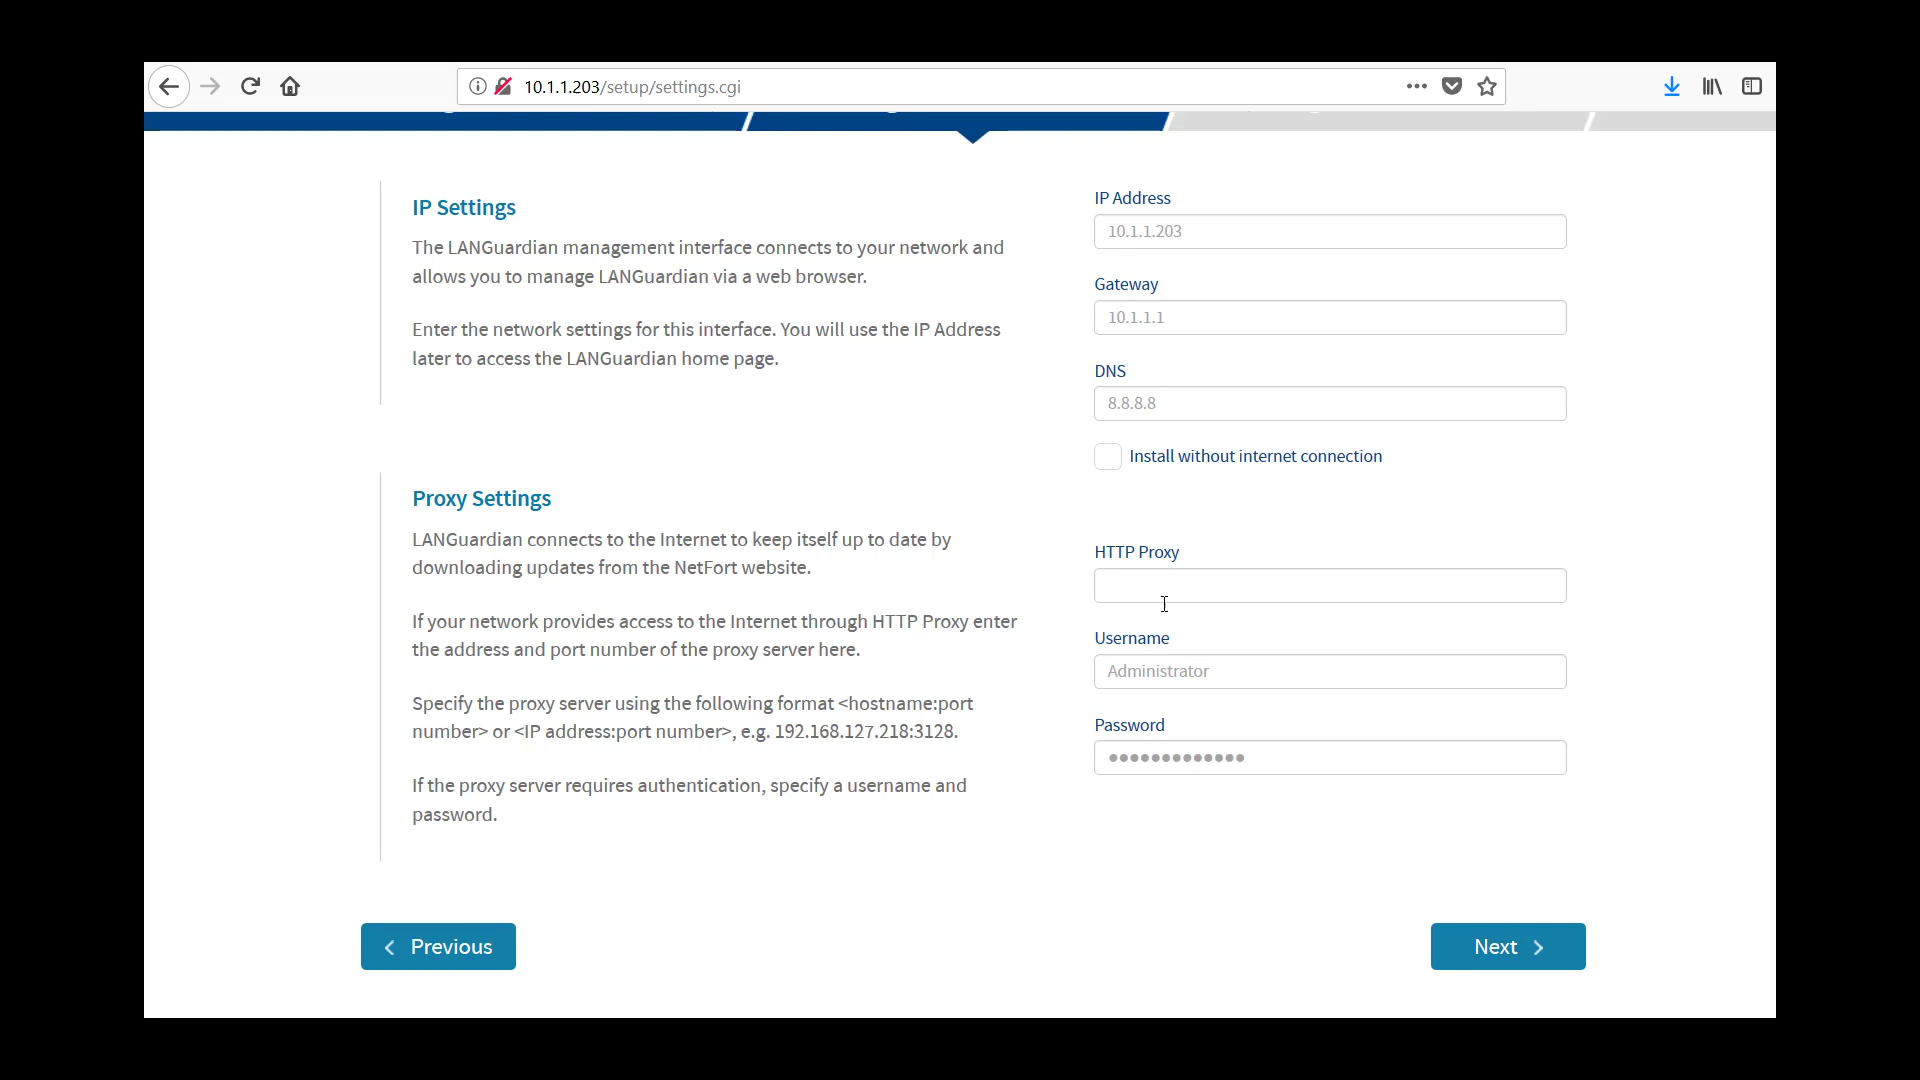 10.1.1.203/setup/settings.cgi
IP Settings
The LANGuardian management interface connects to your network and
allows you to manage LANGuardian via a web browser.
Enter the network settings for this interface. You will use the IP Address
later to access the LANGuardian home page.
IP Address
10.1.1.203
Gateway
10.1.1.1
DNS
8.8.8.8
Install without internet connection
Proxy Settings
LANGuardian connects to the Internet to keep itself up to date by
downloading updates from the NetFort website.
If your network provides access to the Internet through HTTP Proxy enter
the address and port number of the proxy server here.
Specify the proxy server using the following format <hostname:port
number> or <IP address:port number>, e.g. 192.168.127.218:3128.
If the proxy server requires authentication, specify a username and
password.
HTTP Proxy
Username
Administrator
Password
●●●●●●●●●●●●●
Previous
Next